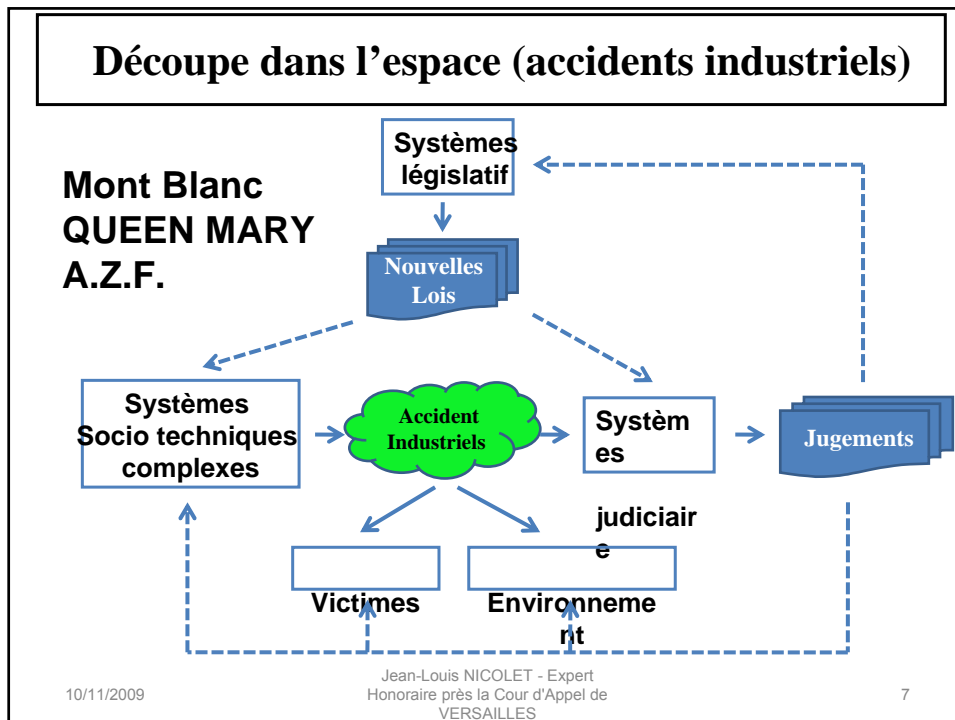 Découpe dans l’espace (accidents industriels)
Systèmes
législatif
Mont Blanc
QUEEN MARY
A.Z.F.
Nouvelles
Lois
Systèmes
Socio techniques
complexes
Accident
Industriels
Systèm
es
judiciair
e
Jugements
Victimes
Environneme
nt
10/11/2009
Jean-Louis NICOLET - Expert
Honoraire près la Cour d'Appel de
VERSAILLES
7